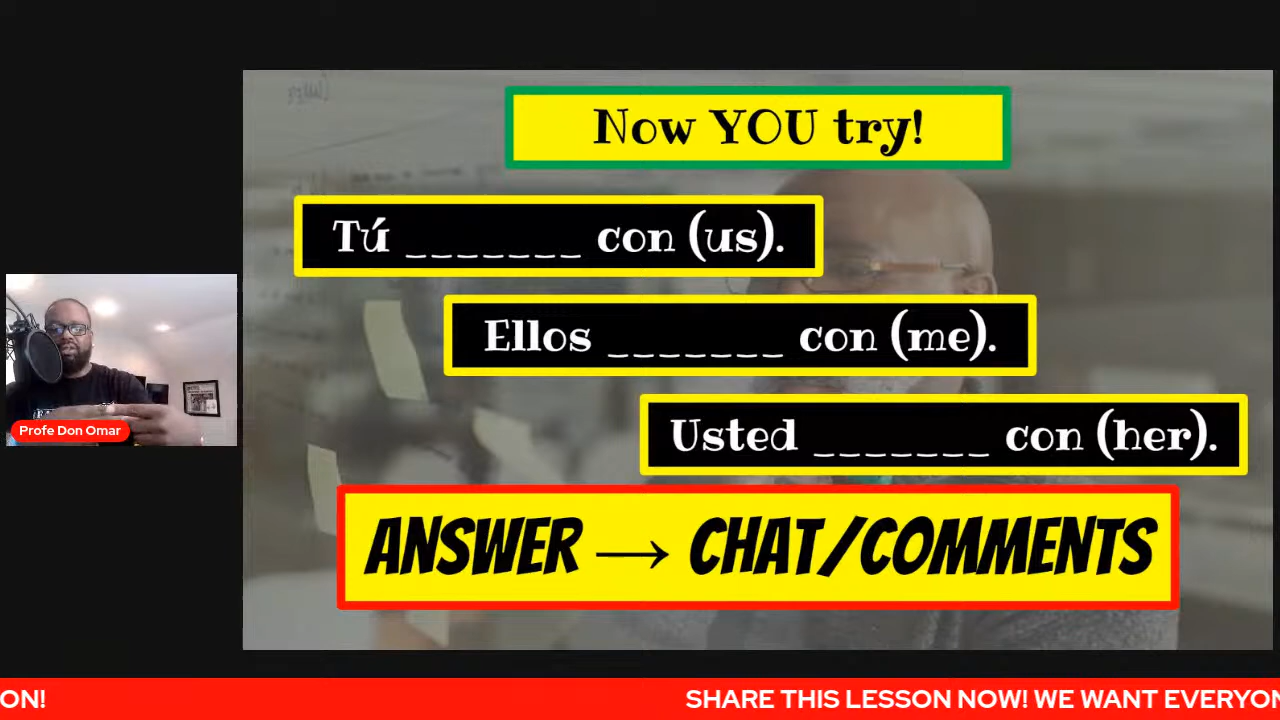 Now YOU try!
Tú _______ con (us).
Ellos _______ con (me).
Usted _______ con (her).
ANSWER → CHAT/COMMENTS
Profe Don Omar
ON! SHARE THIS LESSON NOW! WE WANT EVERYON